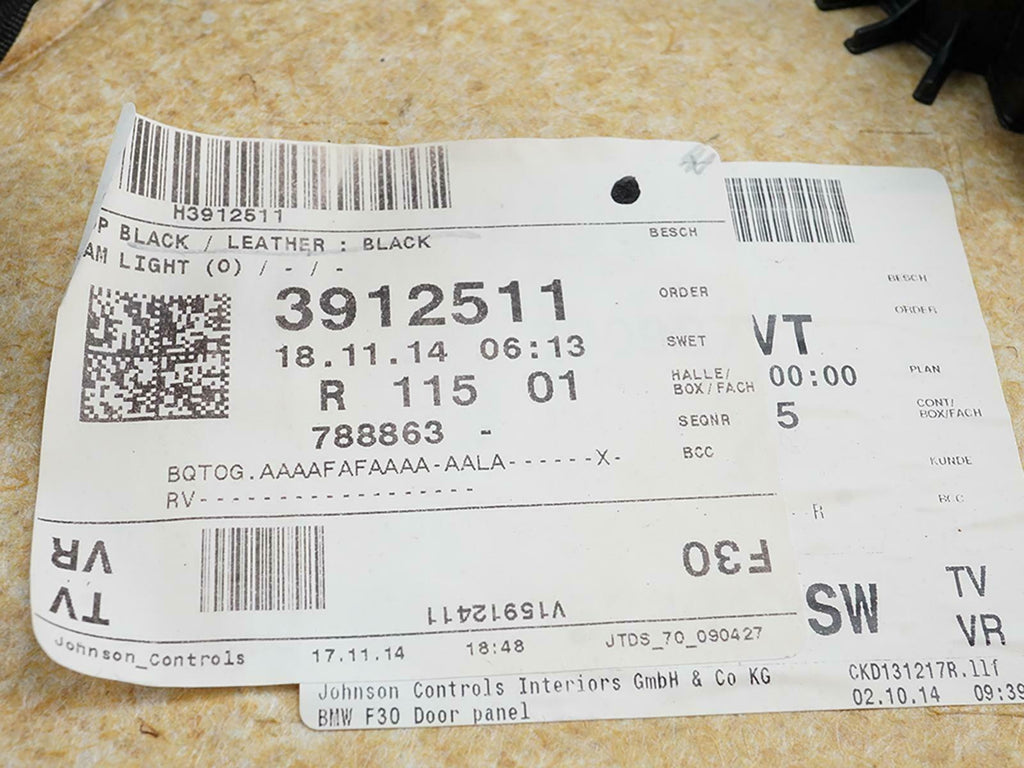 H3912511
P BLACK / LEATHER : BLACK
BESCH
AM LIGHT (O) / - / -
3912511
ORDER
18.11.14 06:13
SWET
R 115 01
HALLE/
BOX/FACH
788863 -
SEQNR
BQTOG.AAAAFAFAAAA-AALA------X-
BCC
RV-------------------
VR
TV
F30
V15912411
Johnson_Controls 17.11.14 18:48 JTDS_70_090427
BESCH
ORDER
VT
PLAN
00:00
CONT/
BOX/FACH
5
KUNDE
BCC
R
SW
TV
VR
Johnson Controls Interiors GmbH & Co KG
CKD131217R.llf
BMW F30 Door panel
02.10.14 09:39